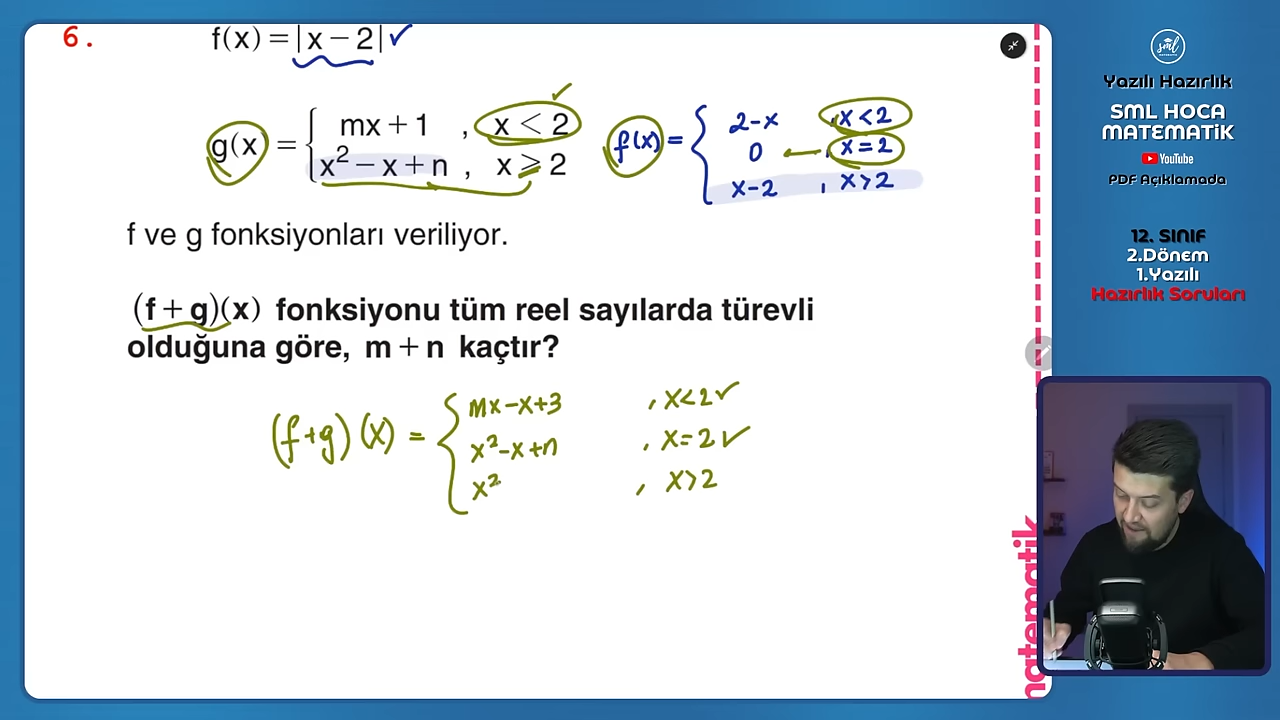 6. f(x) = |x − 2| ✓
g(x) = { mx + 1 , x < 2 ✓
x² − x + n , x ⩾ 2
f(x) = { 2-x , x < 2
0 , x = 2
x-2 , x > 2
f ve g fonksiyonları veriliyor.
(f + g)(x) fonksiyonu tüm reel sayılarda türevli
olduğuna göre, m + n kaçtır?
(f+g)(x) = { mx-x+3 , x<2 ✓
x²-x+n , x=2 ✓
x² , x>2
matematik
sml
Yazılı Hazırlık
SML HOCA
MATEMATİK
YouTube
PDF Açıklamada
12. SINIF
2.Dönem
1.Yazılı
Hazırlık Soruları